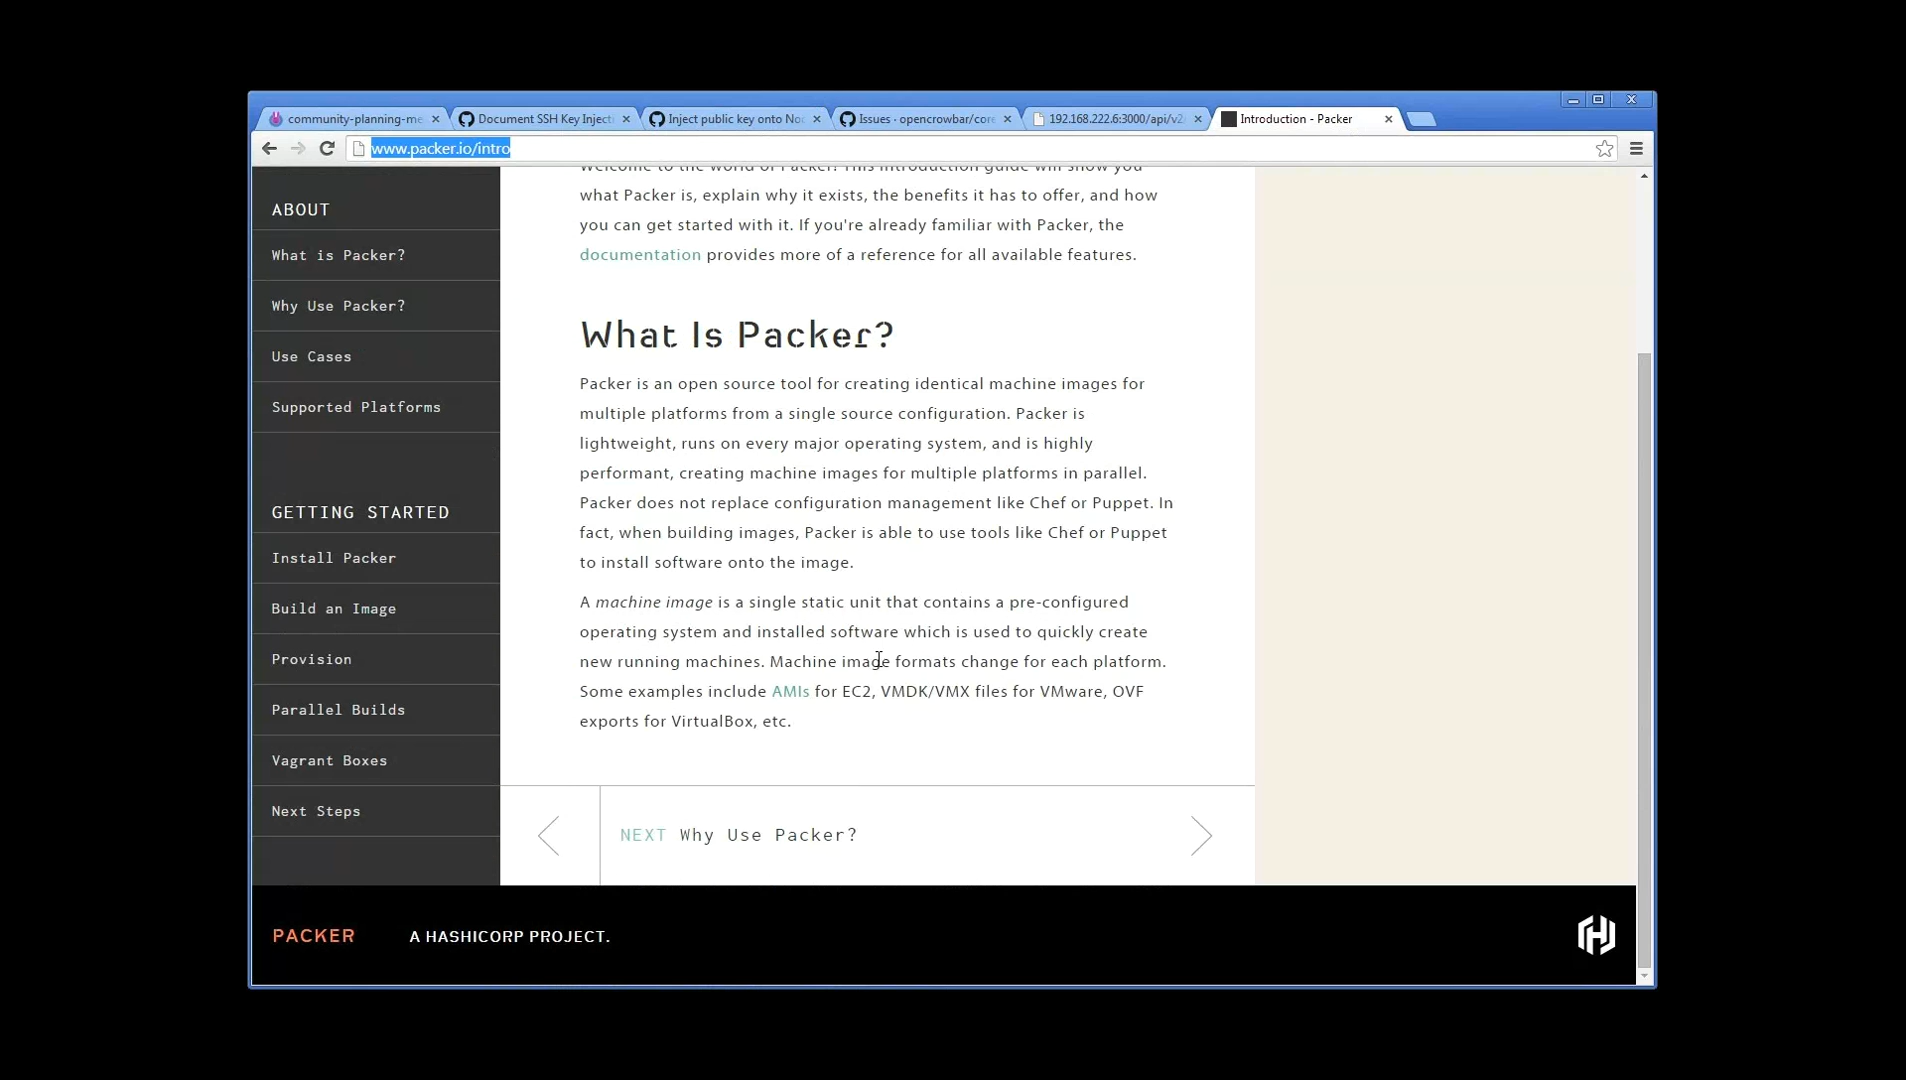 community-planning-me
Document SSH Key Injecti
Inject public key onto Noc
Issues · opencrowbar/core
192.168.222.6:3000/api/v2
Introduction - Packer
www.packer.io/intro
ABOUT
What is Packer?
Why Use Packer?
Use Cases
Supported Platforms
GETTING STARTED
Install Packer
Build an Image
Provision
Parallel Builds
Vagrant Boxes
Next Steps
Welcome to the world of Packer! This introduction guide will show you
what Packer is, explain why it exists, the benefits it has to offer, and how
you can get started with it. If you're already familiar with Packer, the
documentation provides more of a reference for all available features.
What Is Packer?
Packer is an open source tool for creating identical machine images for
multiple platforms from a single source configuration. Packer is
lightweight, runs on every major operating system, and is highly
performant, creating machine images for multiple platforms in parallel.
Packer does not replace configuration management like Chef or Puppet. In
fact, when building images, Packer is able to use tools like Chef or Puppet
to install software onto the image.
A machine image is a single static unit that contains a pre-configured
operating system and installed software which is used to quickly create
new running machines. Machine image formats change for each platform.
Some examples include AMIs for EC2, VMDK/VMX files for VMware, OVF
exports for VirtualBox, etc.
NEXT Why Use Packer?
PACKER
A HASHICORP PROJECT.